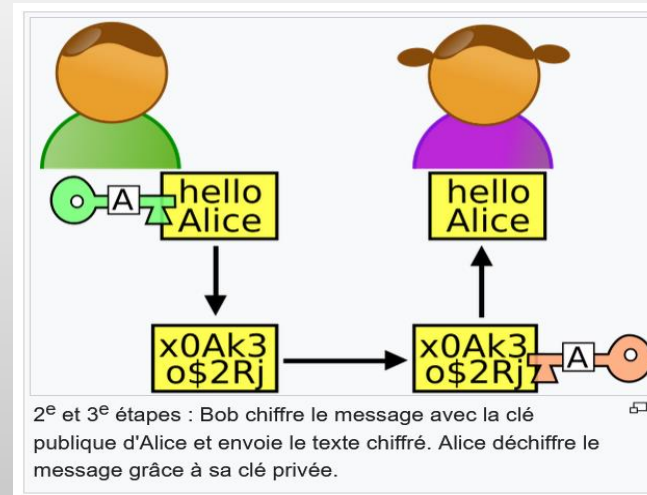 A
hello
Alice
hello
Alice
x0Ak3
o$2Rj
x0Ak3
o$2Rj
A
2e et 3e étapes : Bob chiffre le message avec la clé
publique d'Alice et envoie le texte chiffré. Alice déchiffre le
message grâce à sa clé privée.